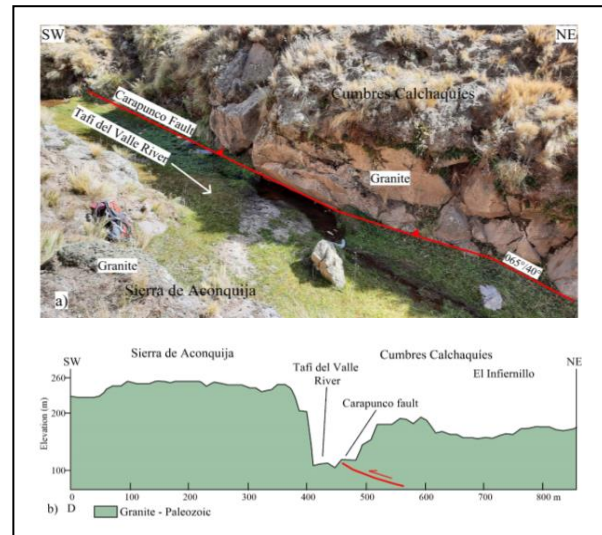 SW
NE
Cumbres Calchaquíes
Carapunco Fault
Tafí del Valle River
Granite
Granite
065°/40°
Sierra de Aconquija
a)
SW
Sierra de Aconquija
Cumbres Calchaquíes
NE
Tafí del Valle
River
El Infiernillo
Carapunco fault
Elevation (m)
260
200
100
0
100
200
300
400
500
600
700
800 m
b) D
Granite - Paleozoic